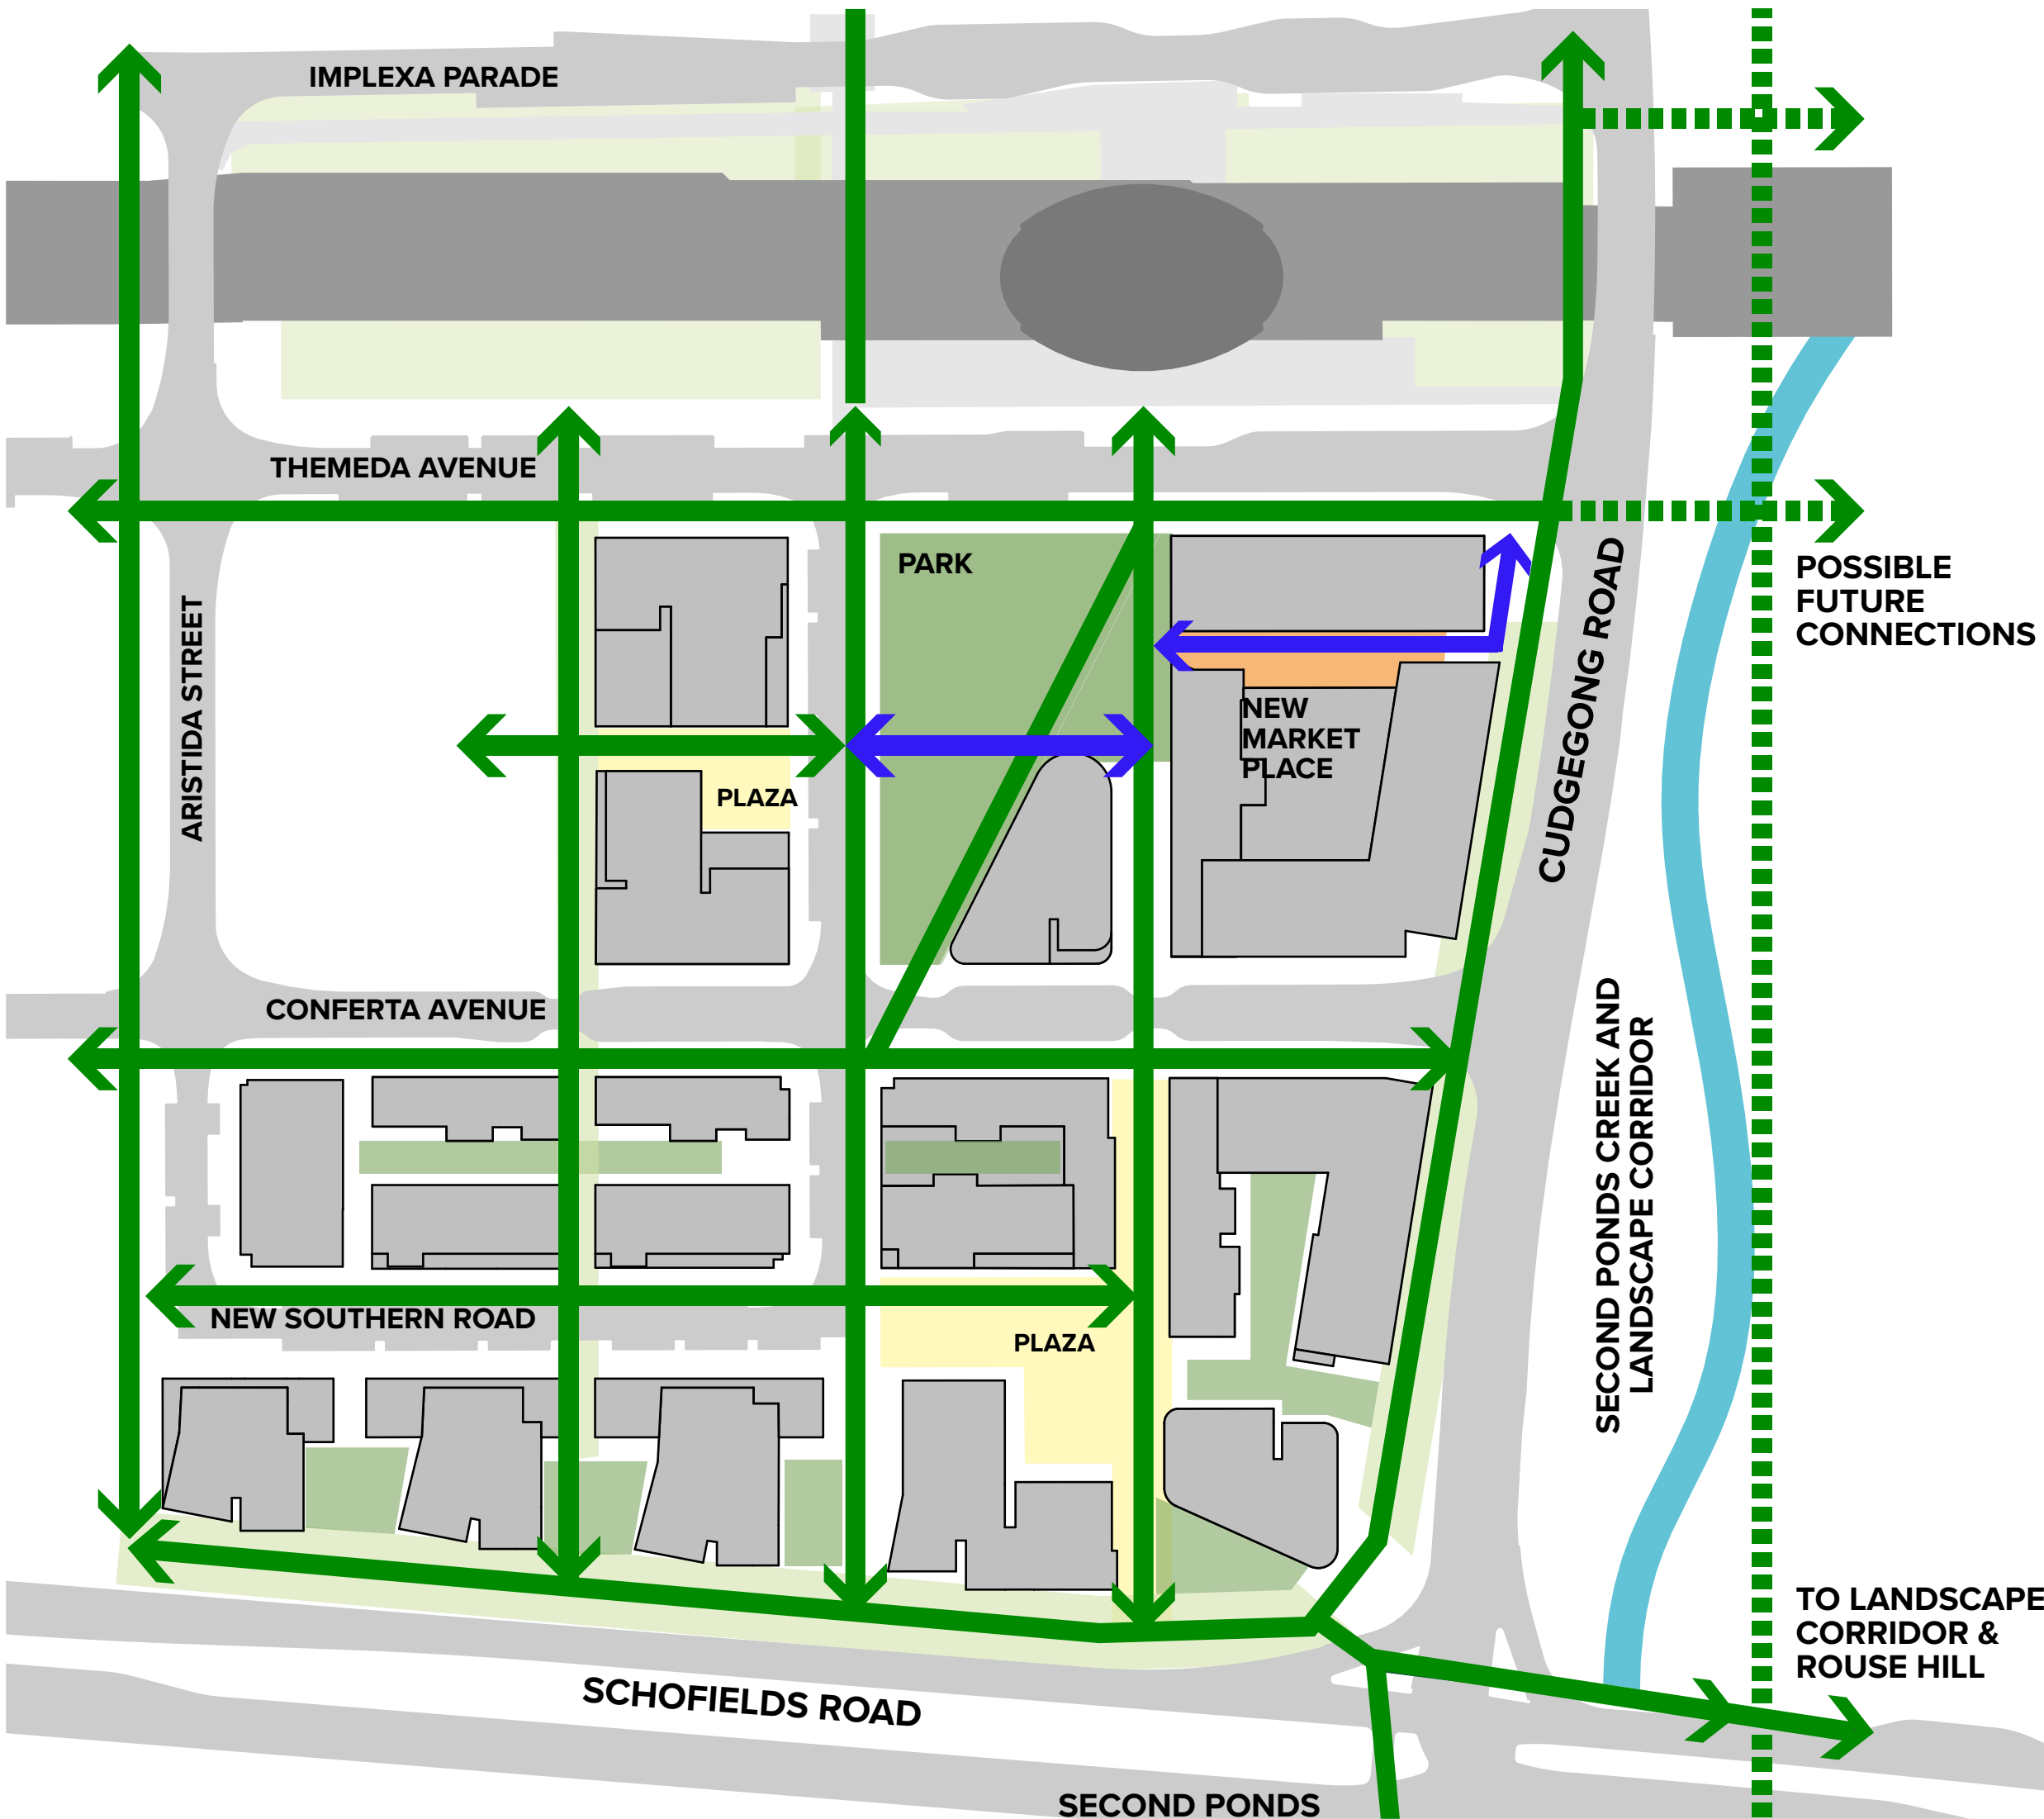 IMPLEXA PARADE
THEMEDA AVENUE
PARK
POSSIBLE
FUTURE
CONNECTIONS
ARISTIDA STREET
CUDGEGONG ROAD
NEW
MARKET
PLACE
PLAZA
CONFERTA AVENUE
SECOND PONDS CREEK AND
LANDSCAPE CORRIDOR
NEW SOUTHERN ROAD
PLAZA
TO LANDSCAPE
CORRIDOR &
ROUSE HILL
SCHOFIELDS ROAD
SECOND PONDS